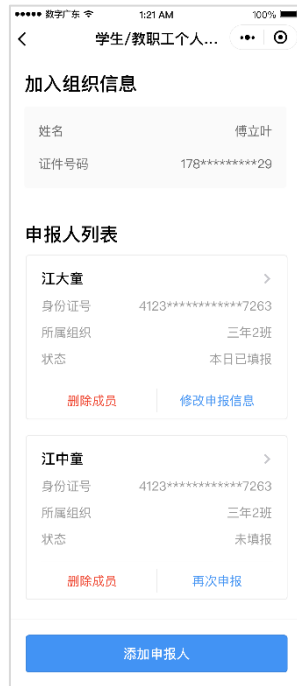 数字广东 1:21 AM 100%
学生/教职工个人...
加入组织信息
姓名 傅立叶
证件号码 178*********29
申报人列表
江大童
身份证号 4123************7263
所属组织 三年2班
状态 本日已填报
删除成员 修改申报信息
江中童
身份证号 4123************7263
所属组织 三年2班
状态 未填报
删除成员 再次申报
添加申报人